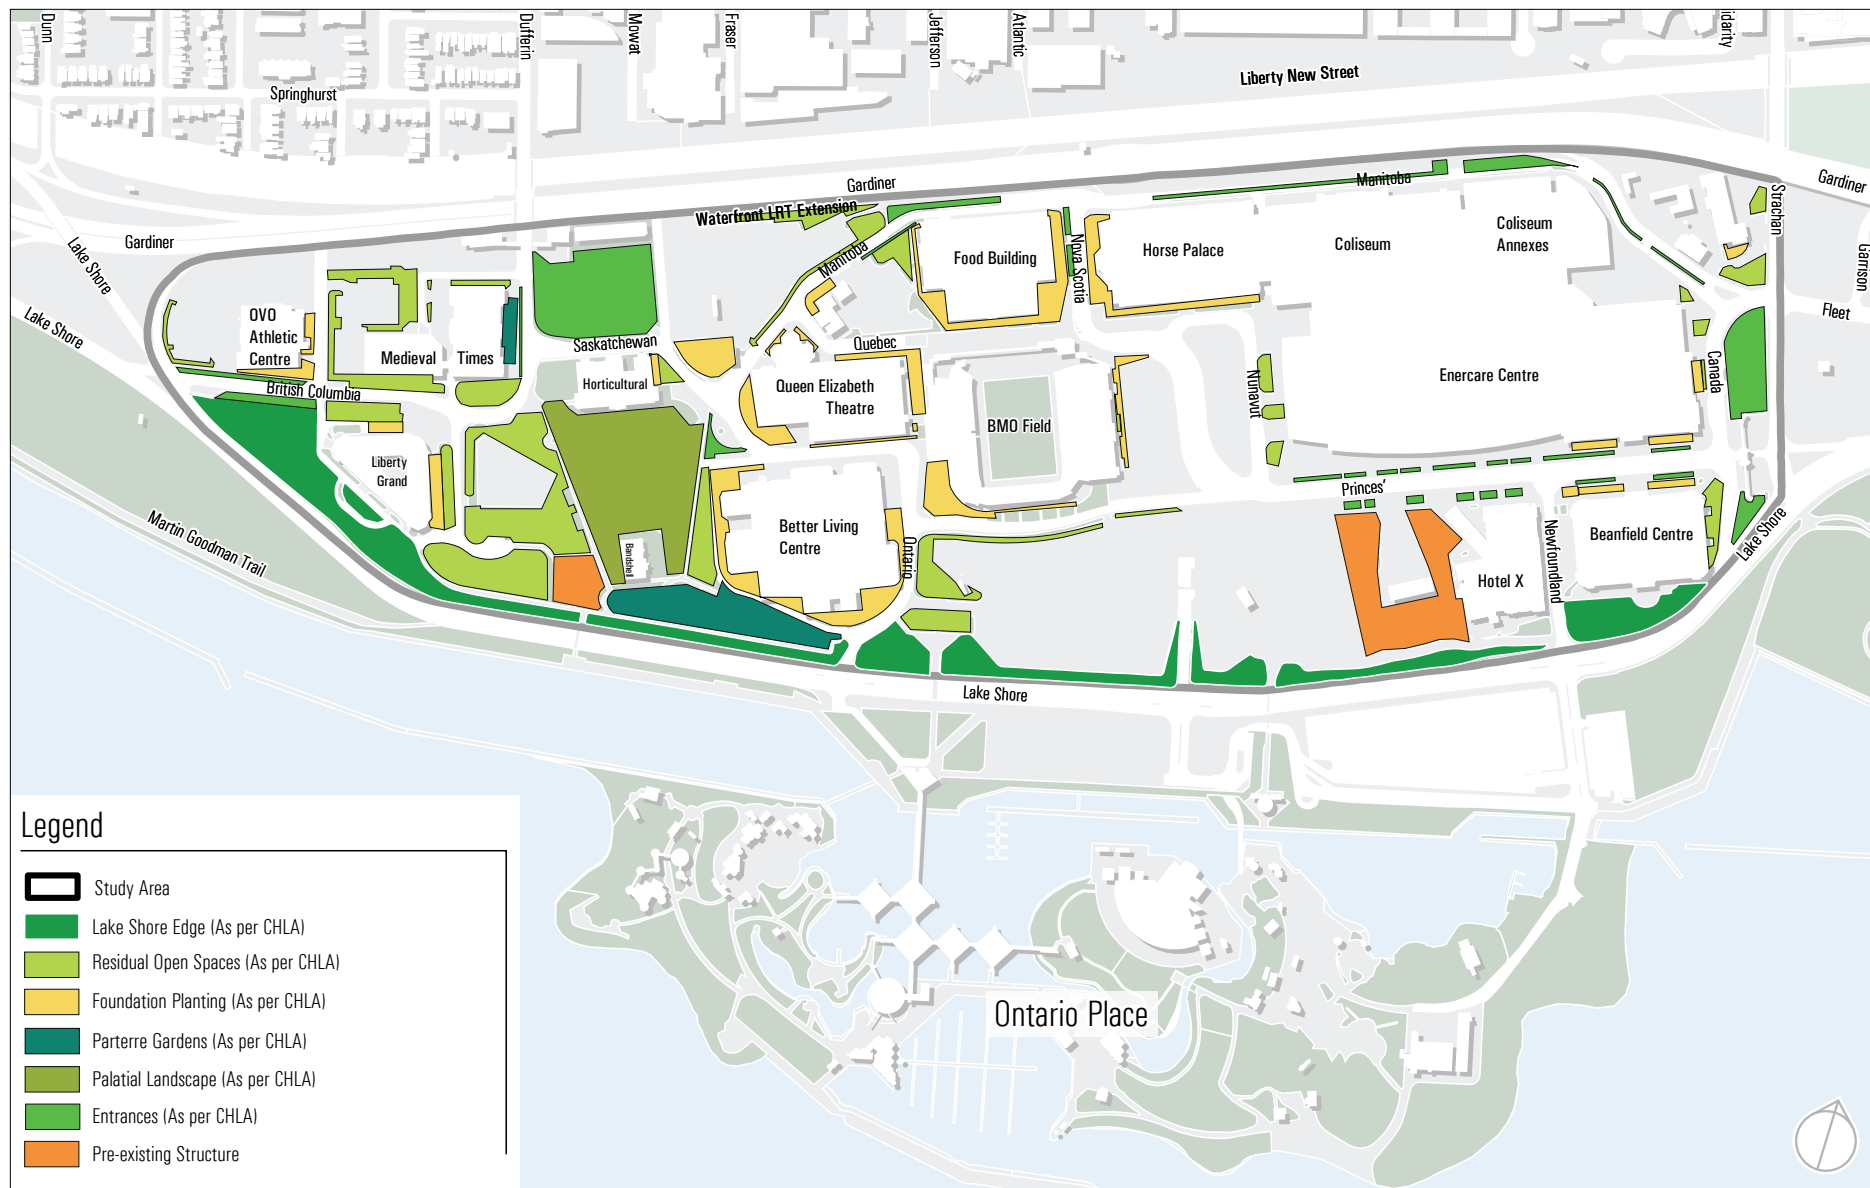 Dunn
Dufferin
Mowat
Fraser
Jefferson
Atlantic
idarity
Liberty New Street
Springhurst
Gardiner
Gardiner
Manitoba
Waterfront LRT Extension
Strachan
Lake Shore
Gardiner
Manitoba
Food Building
Nova Scotia
Horse Palace
Coliseum
Coliseum
Annexes
Garrison
Fleet
Lake Shore
OVO
Athletic
Centre
Medieval Times
Saskatchewan
Quebec
Horticultural
British Columbia
Queen Elizabeth
Theatre
BMO Field
Nunavut
Enercare Centre
Canada
Liberty
Grand
Princes'
Martin Goodman Trail
Bandshell
Better Living
Centre
Ontario
Hotel X
Newfoundland
Beanfield Centre
Lake Shore
Lake Shore
Ontario Place
Legend
Study Area
Lake Shore Edge (As per CHLA)
Residual Open Spaces (As per CHLA)
Foundation Planting (As per CHLA)
Parterre Gardens (As per CHLA)
Palatial Landscape (As per CHLA)
Entrances (As per CHLA)
Pre-existing Structure